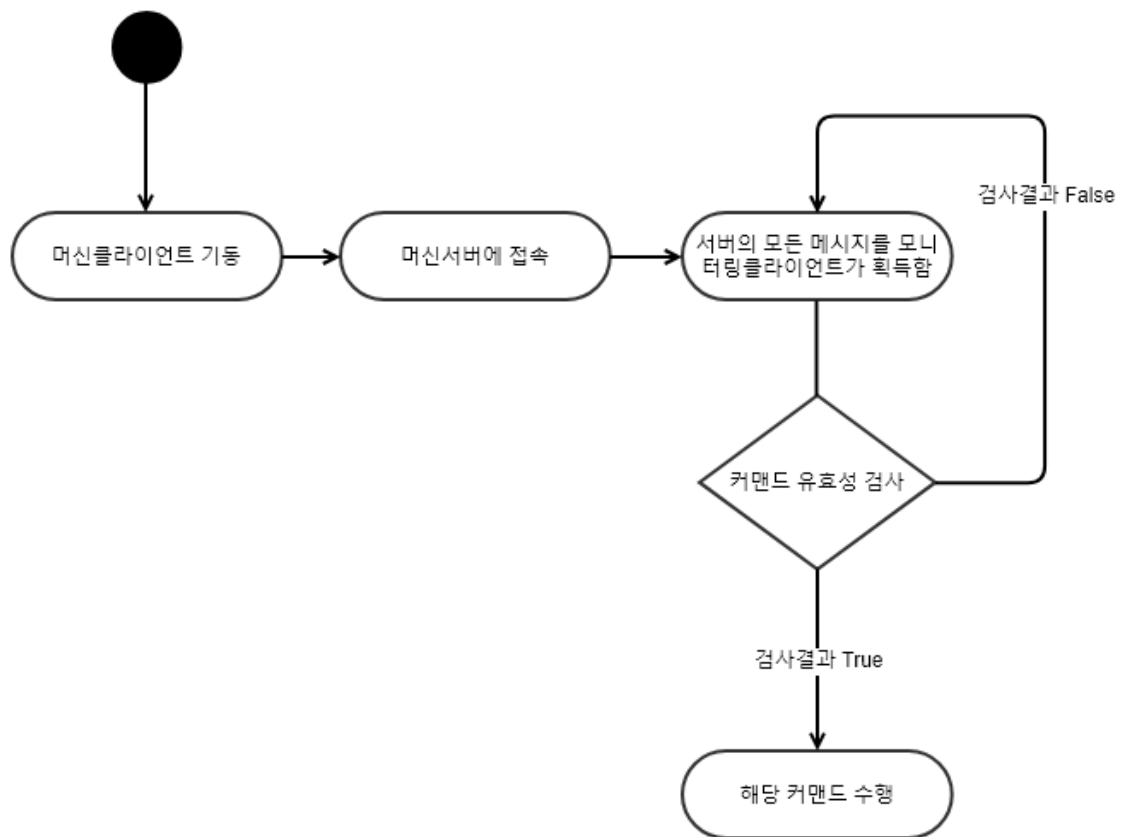 검사결과 False
머신클라이언트 기동
머신서버에 접속
서버의 모든 메시지를 모니
터링클라이언트가 획득함
커맨드 유효성 검사
검사결과 True
해당 커맨드 수행